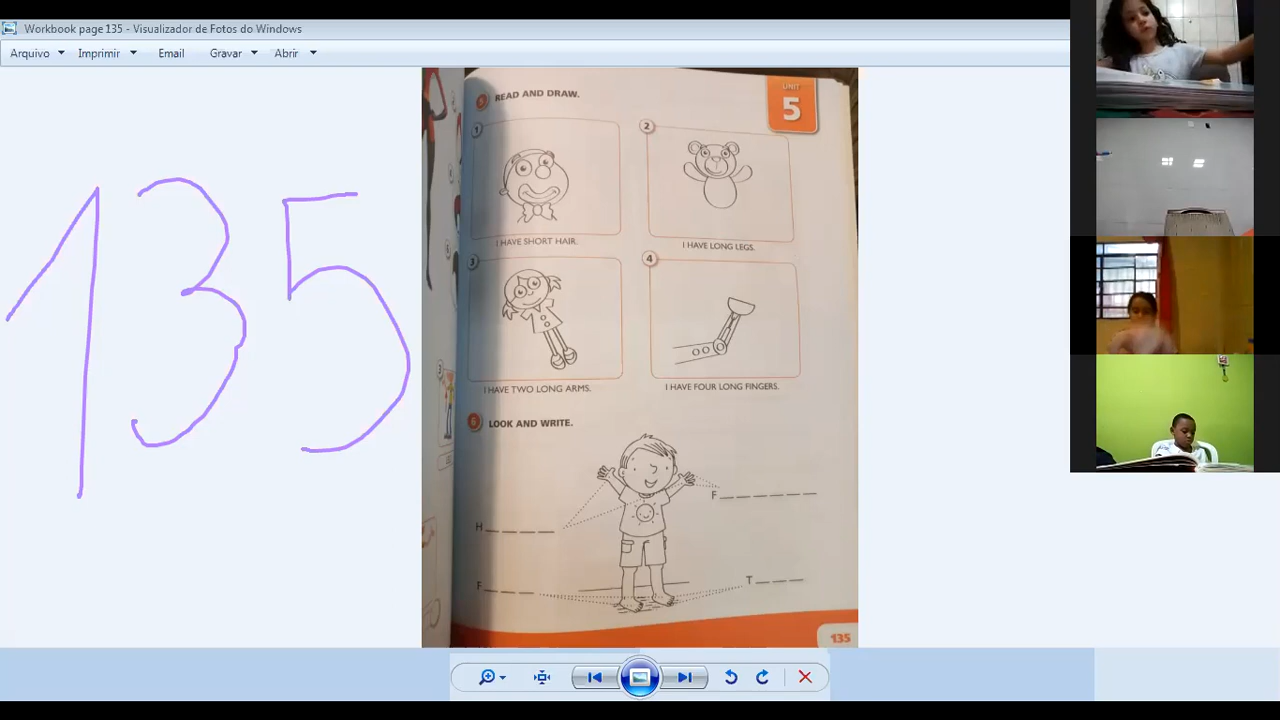 Workbook page 135 - Visualizador de Fotos do Windows
Arquivo Imprimir Email Gravar Abrir
135
5 READ AND DRAW.
UNIT
5
1
2
I HAVE SHORT HAIR.
I HAVE LONG LEGS.
3
4
I HAVE TWO LONG ARMS.
I HAVE FOUR LONG FINGERS.
6 LOOK AND WRITE.
F _ _ _ _ _ _
H _ _ _ _
F _ _ _
T _ _ _
135